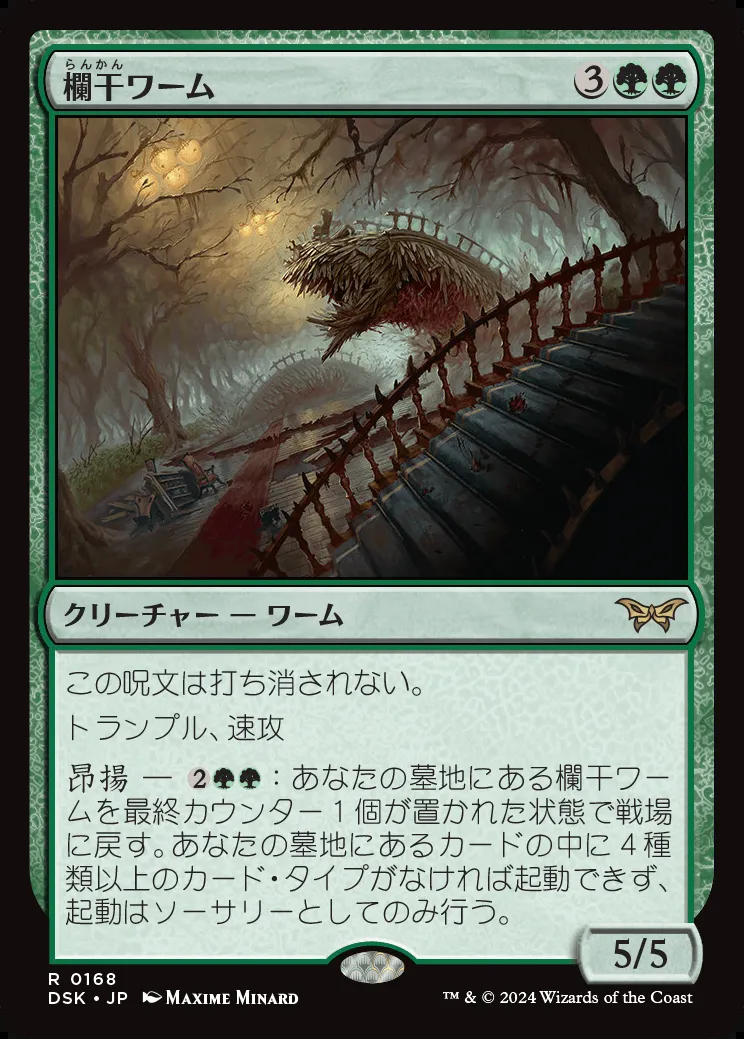 らんかん
欄干ワーム
3
クリーチャー — ワーム
この呪文は打ち消されない。
トランプル、速攻
昂揚 — 2：あなたの墓地にある欄干ワー
ムを最終カウンター１個が置かれた状態で戦場
に戻す。あなたの墓地にあるカードの中に４種
類以上のカード・タイプがなければ起動できず、
起動はソーサリーとしてのみ行う。
5/5
R 0168
DSK • JP MAXIME MINARD
™ & © 2024 Wizards of the Coast